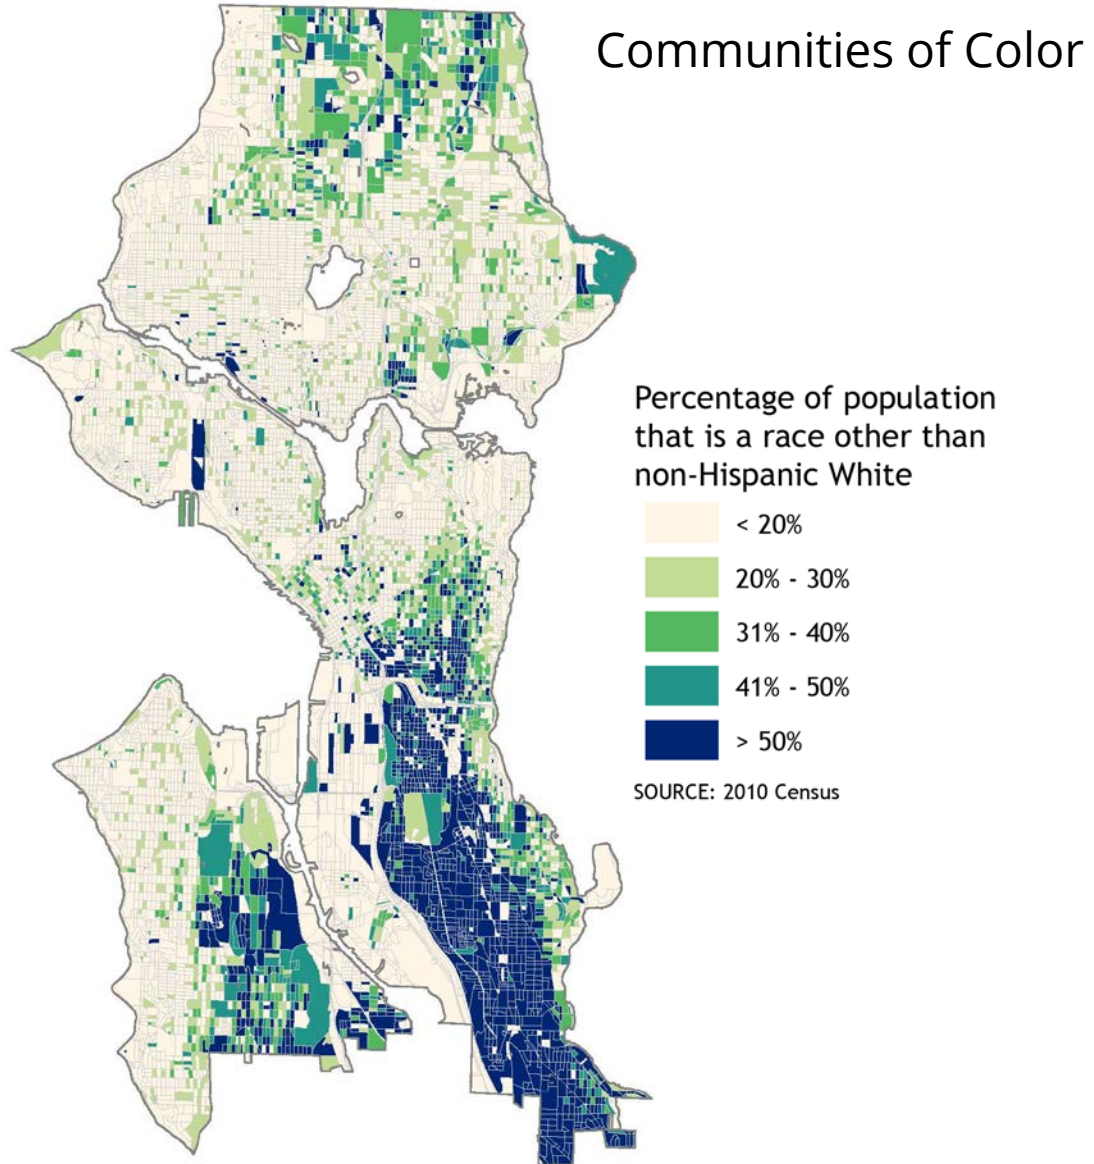 Communities of Color
Percentage of population
that is a race other than
non-Hispanic White
< 20%
20% - 30%
31% - 40%
41% - 50%
> 50%
SOURCE: 2010 Census